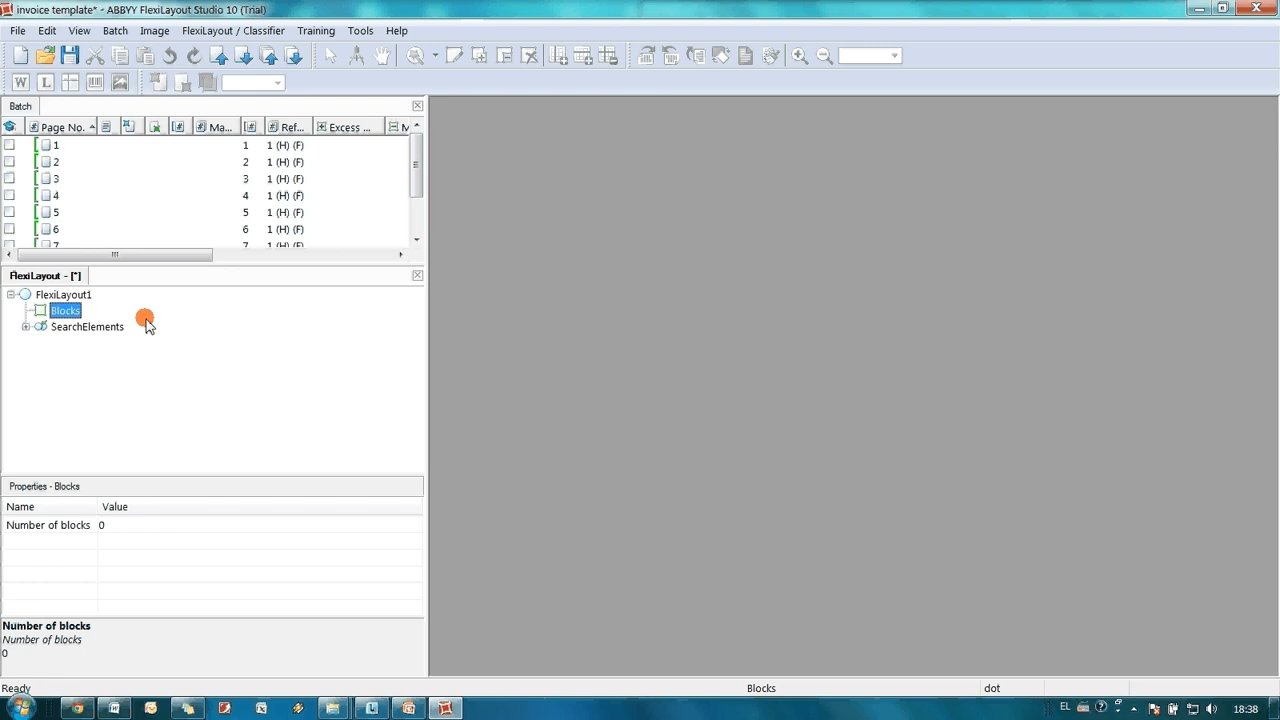 invoice template* - ABBYY FlexiLayout Studio 10 (Trial)
File Edit View Batch Image FlexiLayout / Classifier Training Tools Help
W L
Batch
Page No. Ma... Ref... Excess ... M
1 1 1 (H) (F)
2 2 1 (H) (F)
3 3 1 (H) (F)
4 4 1 (H) (F)
5 5 1 (H) (F)
6 6 1 (H) (F)
7 7 1 (H) (F)
FlexiLayout - [*]
FlexiLayout1
Blocks
SearchElements
Properties - Blocks
Name Value
Number of blocks 0
Number of blocks
Number of blocks
0
Ready Blocks dot
EL 18:38